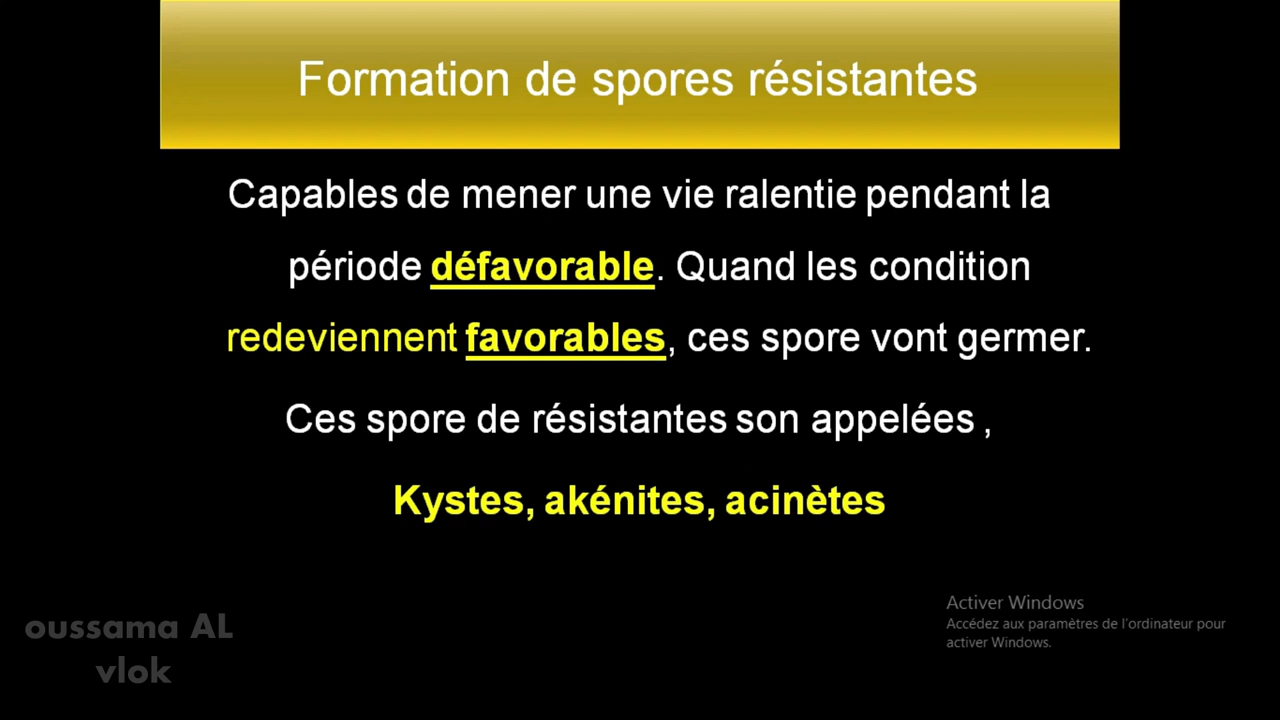 Formation de spores résistantes
Capables de mener une vie ralentie pendant la
période défavorable. Quand les condition
redeviennent favorables, ces spore vont germer.
Ces spore de résistantes son appelées ,
Kystes, akénites, acinètes
oussama AL
vlok
Activer Windows
Accédez aux paramètres de l'ordinateur pour
activer Windows.